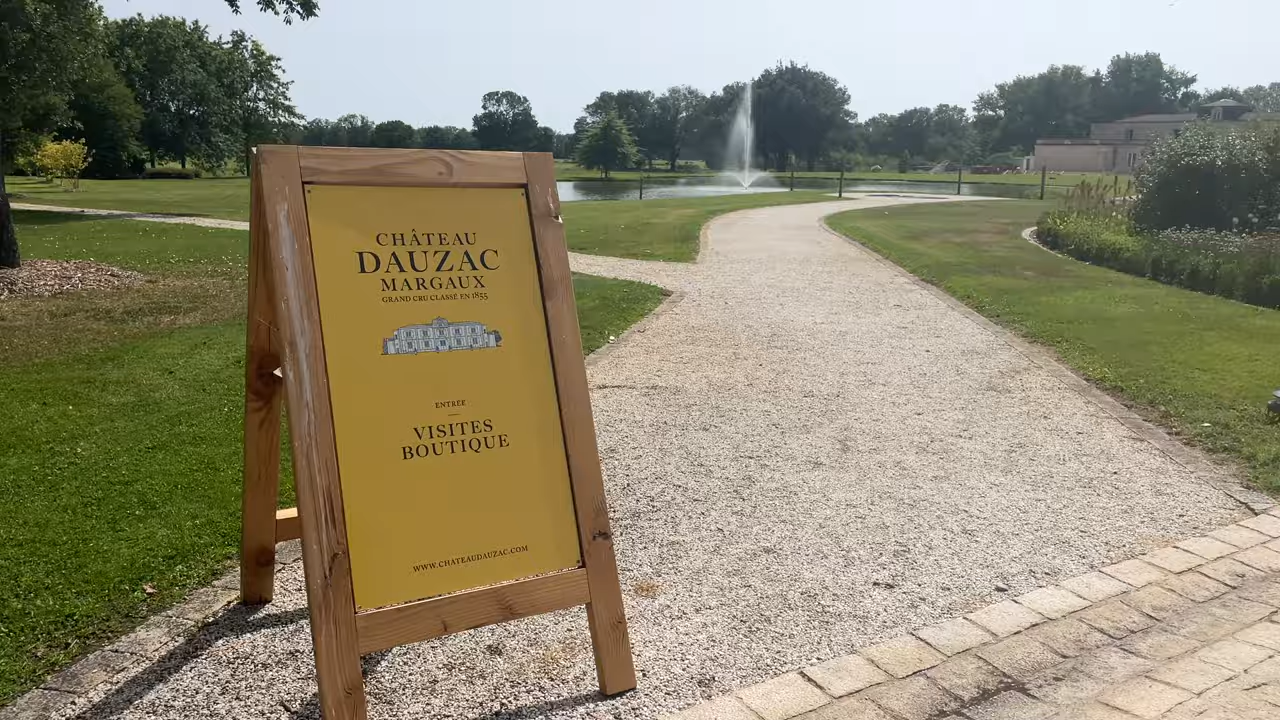 CHÂTEAU
DAUZAC
MARGAUX
GRAND CRU CLASSÉ EN 1855
ENTRÉE
VISITES
BOUTIQUE
WWW.CHATEAUDAUZAC.COM